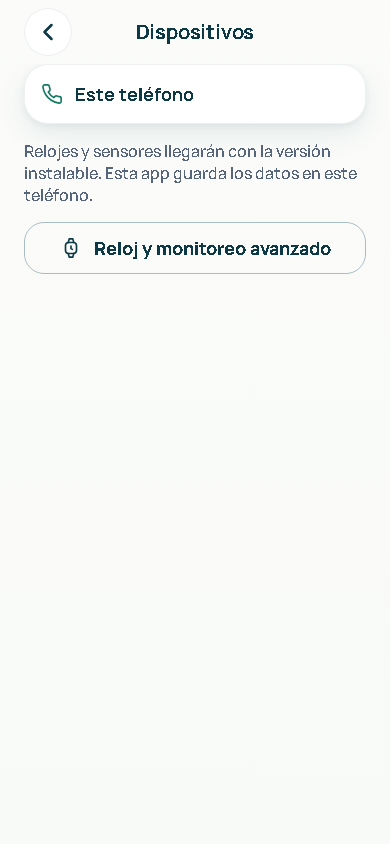 Dispositivos
Este teléfono
Relojes y sensores llegarán con la versión
instalable. Esta app guarda los datos en este
teléfono.
Reloj y monitoreo avanzado